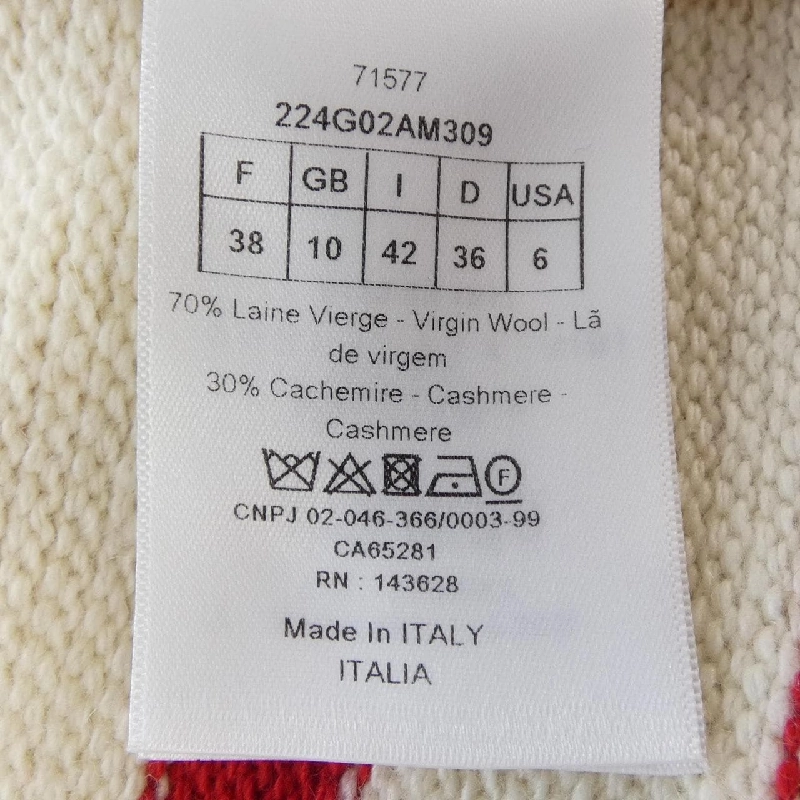 71577
224G02AM309
F GB I D USA
38 10 42 36 6
70% Laine Vierge - Virgin Wool - Lã
de virgem
30% Cachemire - Cashmere -
Cashmere
F
CNPJ 02-046-366/0003-99
CA65281
RN : 143628
Made In ITALY
ITALIA